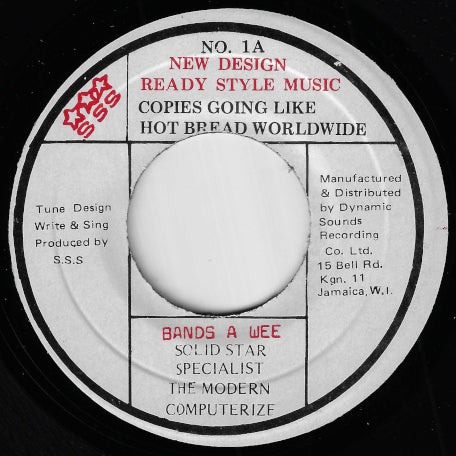 NO. 1A
NEW DESIGN
READY STYLE MUSIC
COPIES GOING LIKE
HOT BREAD WORLDWIDE
SSS
Tune Design
Write & Sing
Produced by
S.S.S
Manufactured
& Distributed
by Dynamic
Sounds
Recording
Co. Ltd.
15 Bell Rd.
Kgn. 11
Jamaica, W.I.
BANDS A WEE
SOLID STAR
SPECIALIST
THE MODERN
COMPUTERIZE